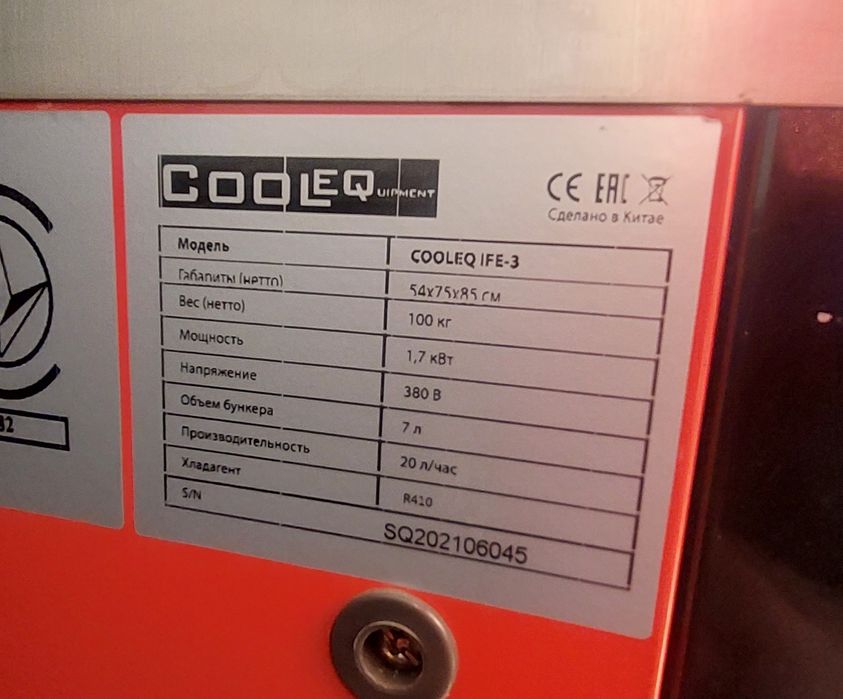 COOLEQUIPMENT
CE EAC
Сделано в Китае
Модель COOLEQ IFE-3
Габариты (нетто) 54x75x85 см
Вес (нетто) 100 кг
Мощность 1,7 кВт
Напряжение 380 В
Объем бункера 7 л
Производительность 20 л/час
Хладагент R410
S/N SQ202106045
32